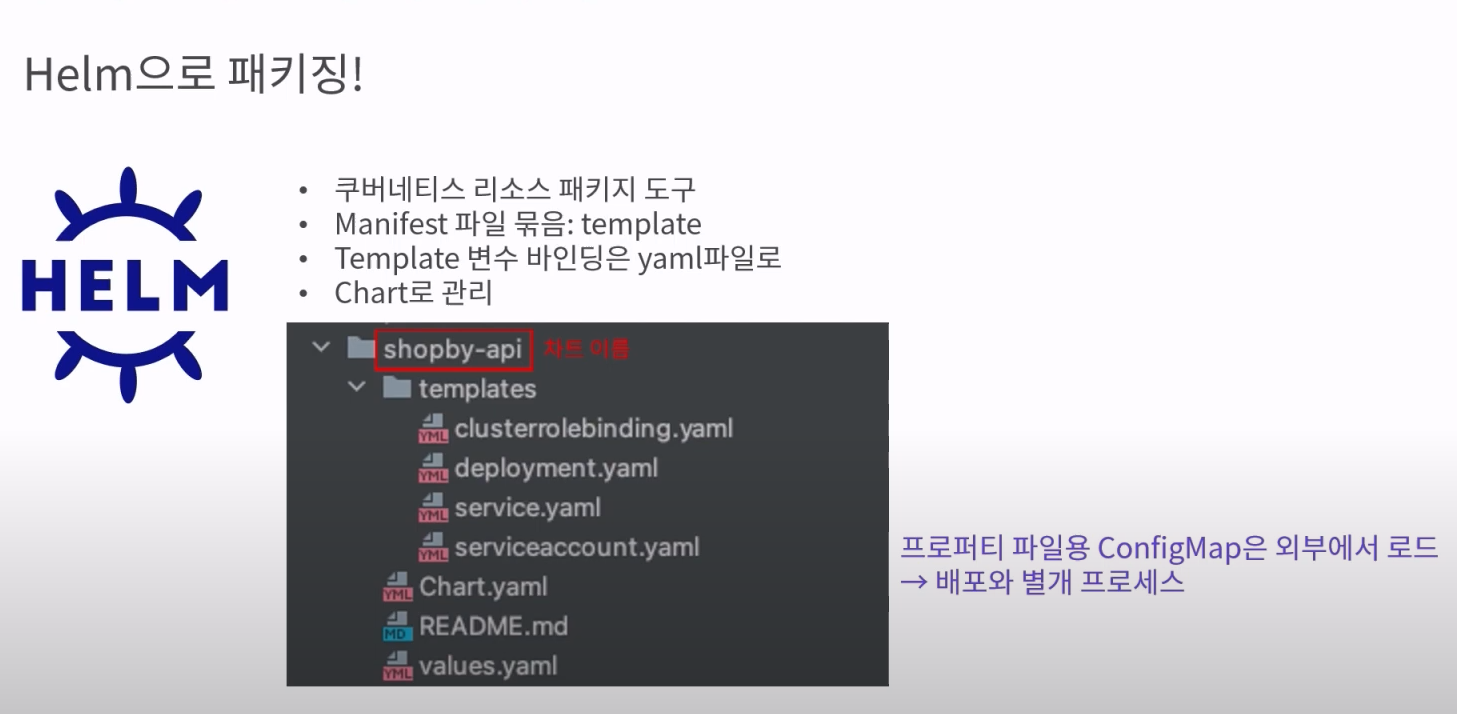 Helm으로 패키징!
HELM
• 쿠버네티스 리소스 패키지 도구
• Manifest 파일 묶음: template
• Template 변수 바인딩은 yaml파일로
• Chart로 관리
shopby-api 차트 이름
templates
YML clusterrolebinding.yaml
YML deployment.yaml
YML service.yaml
YML serviceaccount.yaml
YML Chart.yaml
MD README.md
YML values.yaml
프로퍼티 파일용 ConfigMap은 외부에서 로드
→ 배포와 별개 프로세스